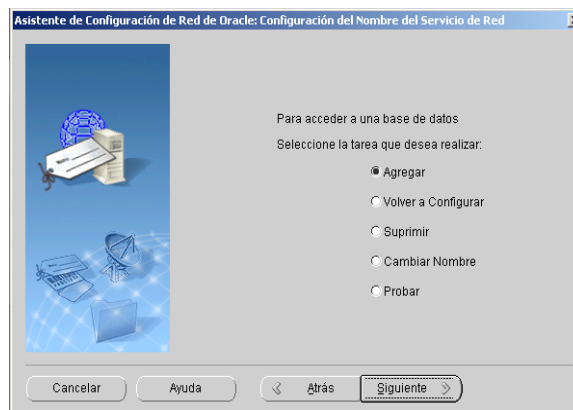 Asistente de Configuración de Red de Oracle: Configuración del Nombre del Servicio de Red
Para acceder a una base de datos
Seleccione la tarea que desea realizar:
Agregar
Volver a Configurar
Suprimir
Cambiar Nombre
Probar
Cancelar
Ayuda
Atrás
Siguiente